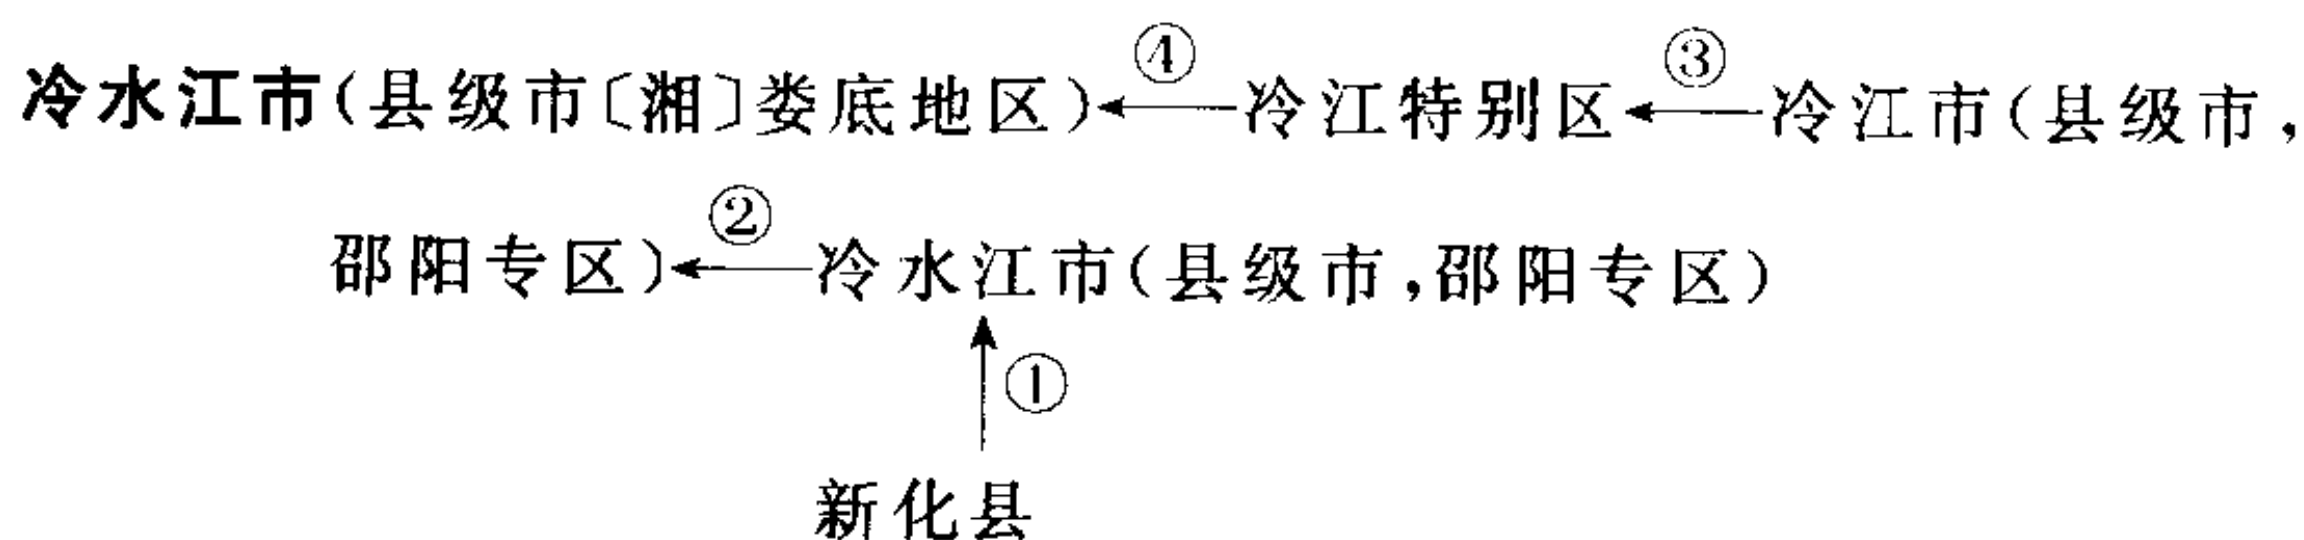 冷水江市(县级市〔湘〕娄底地区)←④冷江特别区←③冷江市(县级市,
邵阳专区)←②冷水江市(县级市,邵阳专区)
↑①
新化县